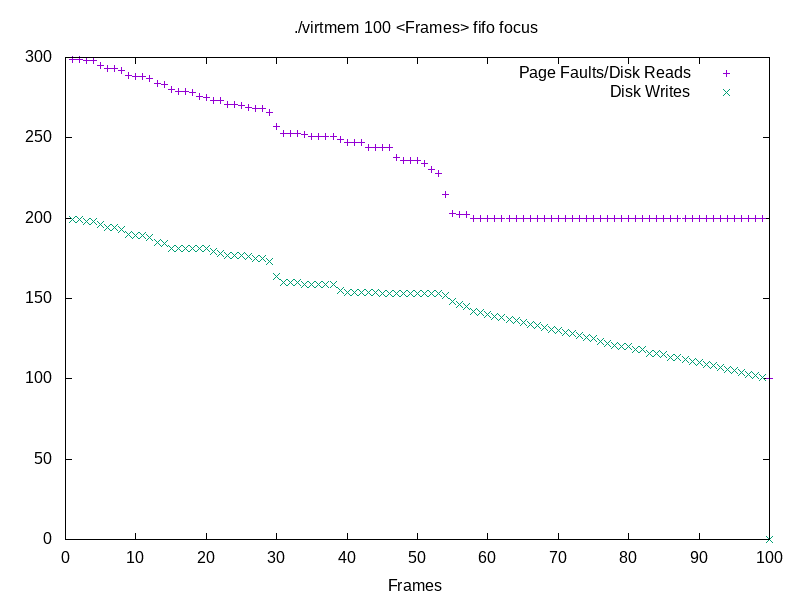 ./virtmem 100 <Frames> fifo focus
Page Faults/Disk Reads
Disk Writes
300
250
200
150
100
50
0
0 10 20 30 40 50 60 70 80 90 100
Frames